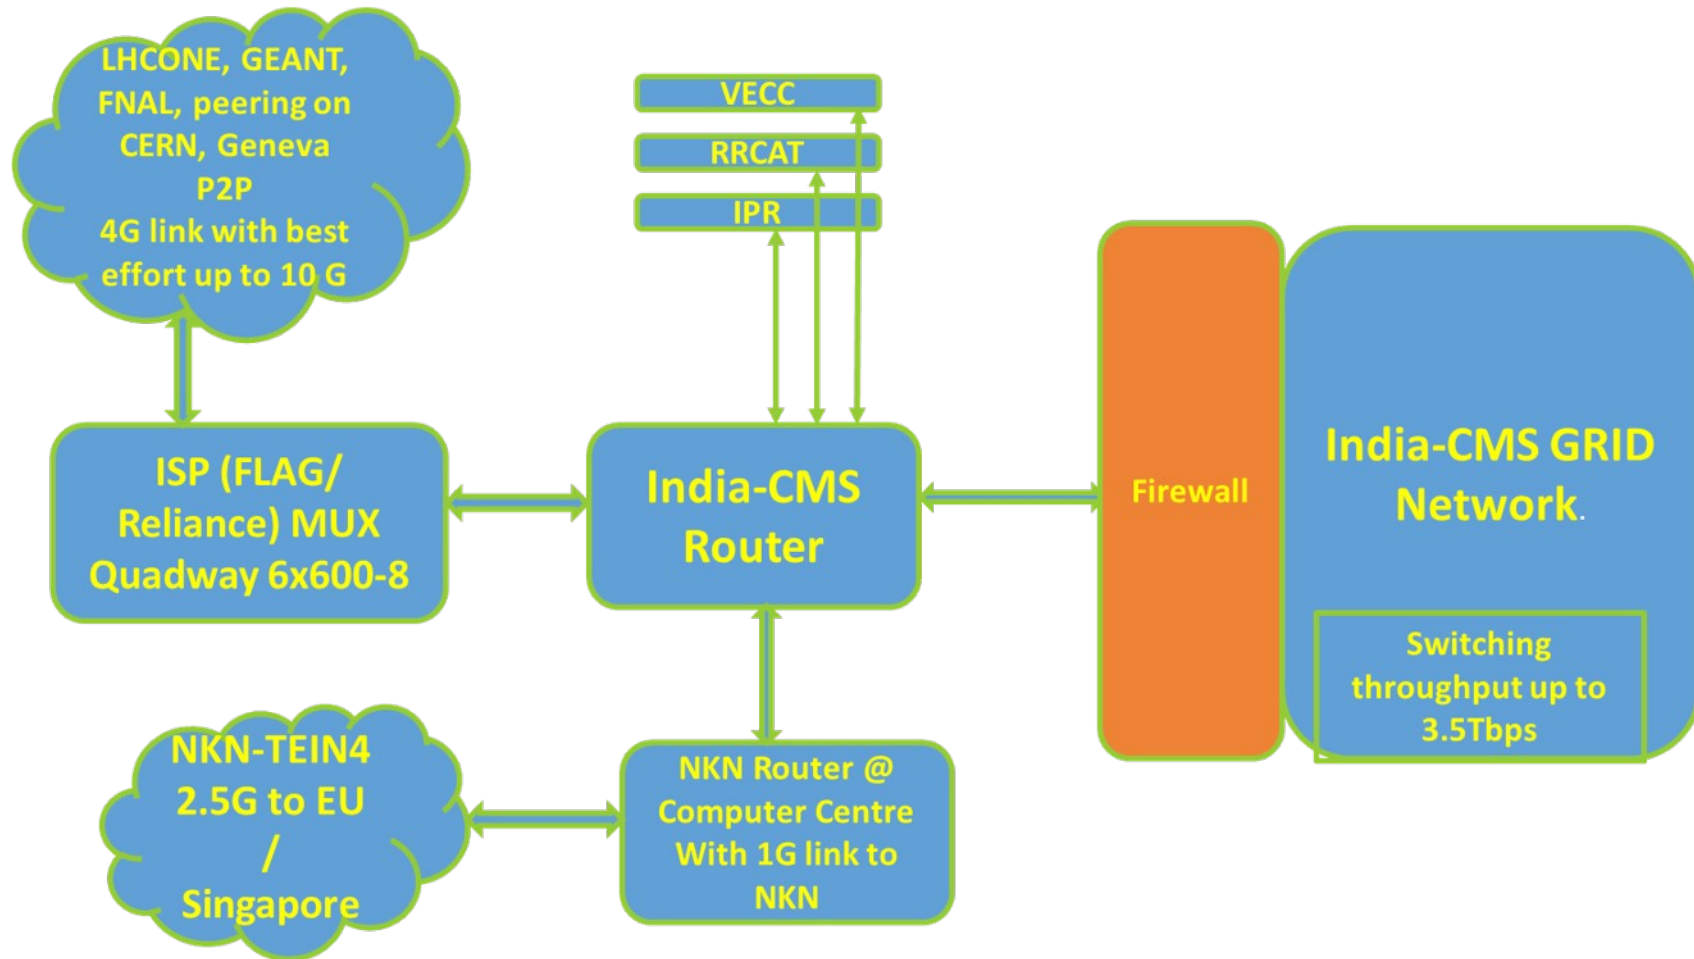 LHCONE, GEANT,
FNAL, peering on
CERN, Geneva
P2P
4G link with best
effort up to 10 G
VECC
RRCAT
IPR
ISP (FLAG/
Reliance) MUX
Quadway 6x600-8
India-CMS
Router
Firewall
India-CMS GRID
Network.
Switching
throughput up to
3.5Tbps
NKN-TEIN4
2.5G to EU
/
Singapore
NKN Router @
Computer Centre
With 1G link to
NKN